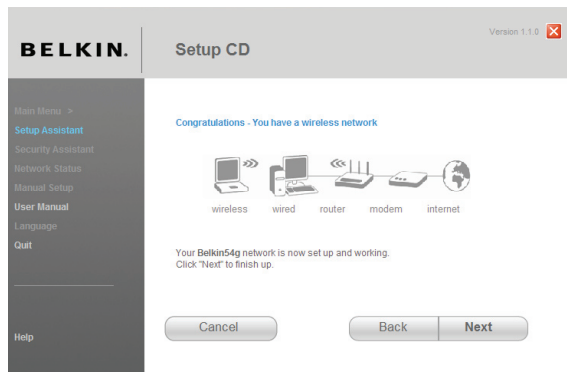 BELKIN.
Setup CD
Version 1.1.0
Main Menu >
Setup Assistant
Security Assistant
Network Status
Manual Setup
User Manual
Language
Quit
Help
Congratulations - You have a wireless network
wireless wired router modem internet
Your Belkin54g network is now set up and working.
Click "Next" to finish up.
Cancel
Back
Next